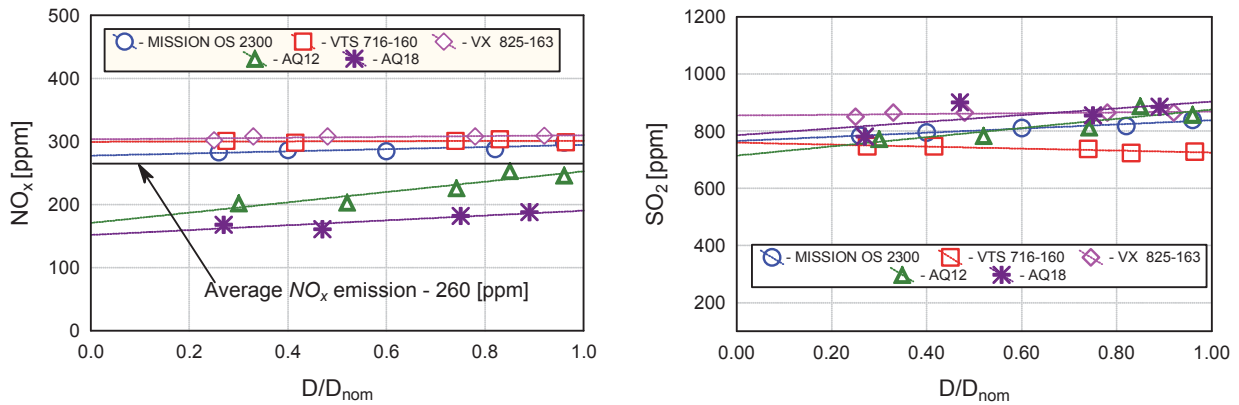 500
400
300
200
100
0
NOx [ppm]
- MISSION OS 2300 - VTS 716-160 - VX 825-163
- AQ12 - AQ18
Average NOx emission - 260 [ppm]
0.0 0.2 0.4 0.6 0.8 1.0
D/Dnom
1200
1000
800
600
400
200
SO2 [ppm]
- MISSION OS 2300 - VTS 716-160 - VX 825-163
- AQ12 - AQ18
0.00 0.20 0.40 0.60 0.80 1.00
D/Dnom